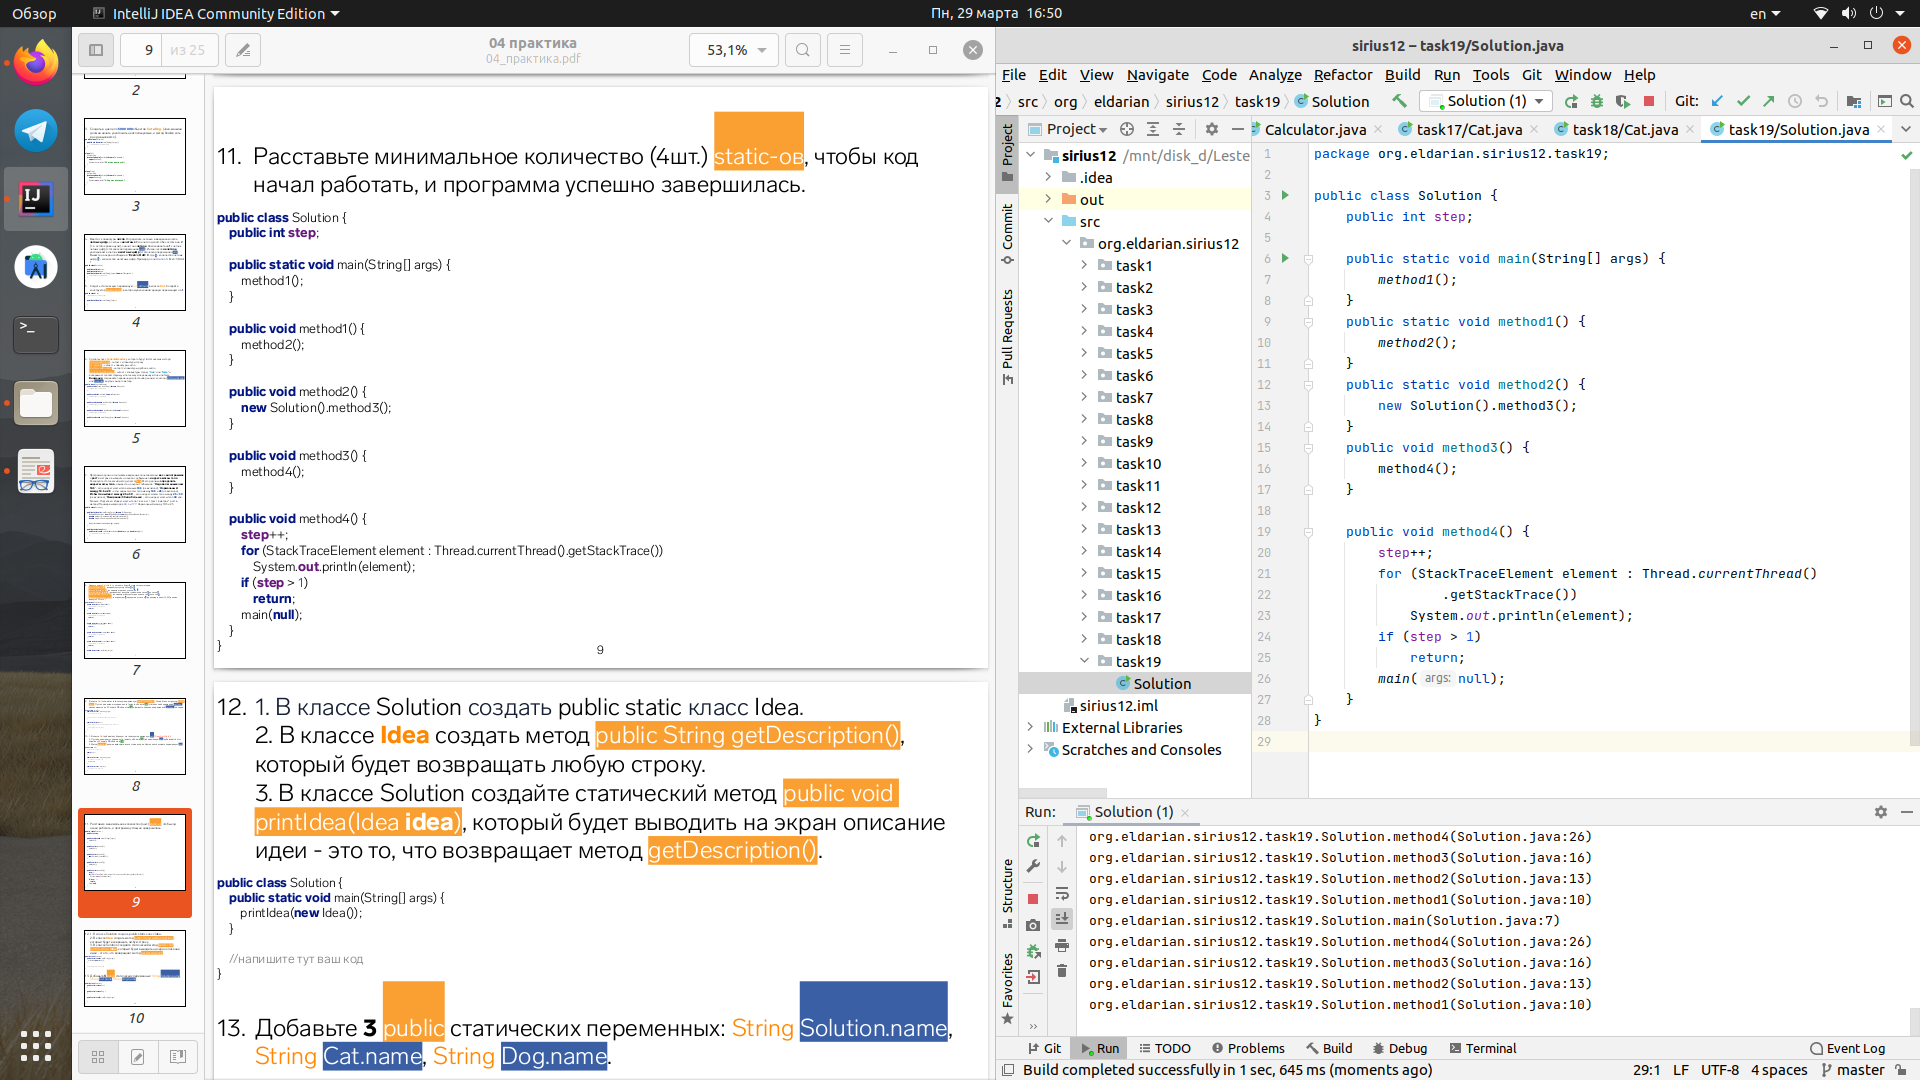 Обзор
IntelliJ IDEA Community Edition
Пн, 29 марта 16:50
en
9 из 25
04 практика
04_практика.pdf
53,1%
2
3
4
5
6
7
8
9
10
11. Расставьте минимальное количество (4шт.) static-ов, чтобы код
начал работать, и программа успешно завершилась.
public class Solution {
public int step;
public static void main(String[] args) {
method1();
}
public void method1() {
method2();
}
public void method2() {
new Solution().method3();
}
public void method3() {
method4();
}
public void method4() {
step++;
for (StackTraceElement element : Thread.currentThread().getStackTrace())
System.out.println(element);
if (step > 1)
return;
main(null);
}
}
9
12. 1. В классе Solution создать public static класс Idea.
2. В классе Idea создать метод public String getDescription(),
который будет возвращать любую строку.
3. В классе Solution создайте статический метод public void
printIdea(Idea idea), который будет выводить на экран описание
идеи - это то, что возвращает метод getDescription().
public class Solution {
public static void main(String[] args) {
printIdea(new Idea());
}
//напишите тут ваш код
}
13. Добавьте 3 public статических переменных: String Solution.name,
String Cat.name, String Dog.name.
sirius12 – task19/Solution.java
File Edit View Navigate Code Analyze Refactor Build Run Tools Git Window Help
2 src org eldarian sirius12 task19 Solution
Solution (1)
Git:
Project
Calculator.java
task17/Cat.java
task18/Cat.java
task19/Solution.java
Project
Commit
Pull Requests
Structure
Favorites
sirius12 /mnt/disk_d/Leste
.idea
out
src
org.eldarian.sirius12
task1
task2
task3
task4
task5
task6
task7
task8
task9
task10
task11
task12
task13
task14
task15
task16
task17
task18
task19
Solution
sirius12.iml
External Libraries
Scratches and Consoles
1 package org.eldarian.sirius12.task19;
2
3 public class Solution {
4 public int step;
5
6 public static void main(String[] args) {
7 method1();
8 }
9 public static void method1() {
10 method2();
11 }
12 public static void method2() {
13 new Solution().method3();
14 }
15 public void method3() {
16 method4();
17 }
18
19 public void method4() {
20 step++;
21 for (StackTraceElement element : Thread.currentThread()
22 .getStackTrace())
23 System.out.println(element);
24 if (step > 1)
25 return;
26 main( args: null);
27 }
28 }
29
Run: Solution (1)
org.eldarian.sirius12.task19.Solution.method4(Solution.java:26)
org.eldarian.sirius12.task19.Solution.method3(Solution.java:16)
org.eldarian.sirius12.task19.Solution.method2(Solution.java:13)
org.eldarian.sirius12.task19.Solution.method1(Solution.java:10)
org.eldarian.sirius12.task19.Solution.main(Solution.java:7)
org.eldarian.sirius12.task19.Solution.method4(Solution.java:26)
org.eldarian.sirius12.task19.Solution.method3(Solution.java:16)
org.eldarian.sirius12.task19.Solution.method2(Solution.java:13)
org.eldarian.sirius12.task19.Solution.method1(Solution.java:10)
Git Run TODO Problems Build Debug Terminal Event Log
Build completed successfully in 1 sec, 645 ms (moments ago)
29:1 LF UTF-8 4 spaces master